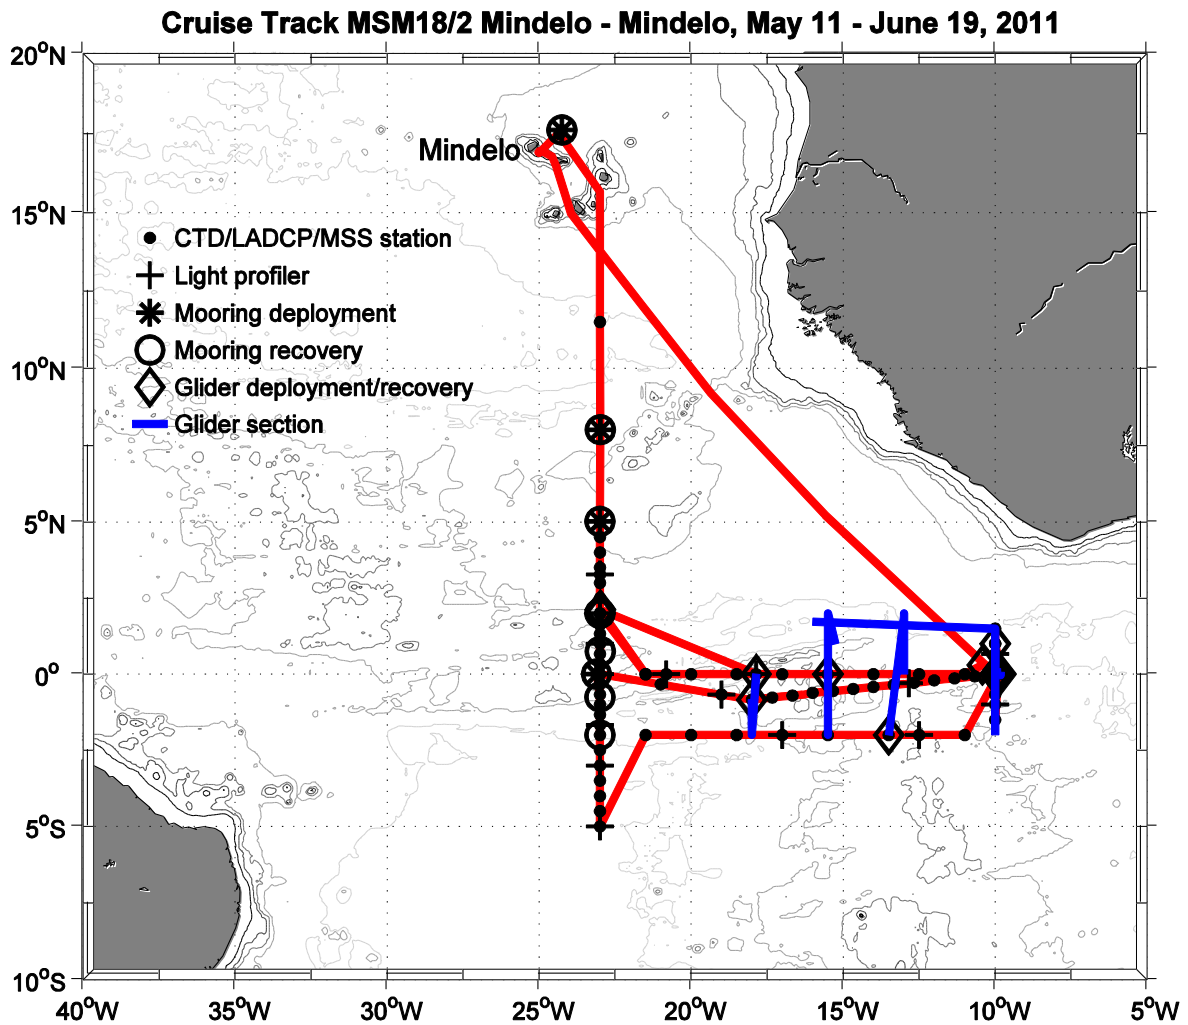 Cruise Track MSM18/2 Mindelo - Mindelo, May 11 - June 19, 2011
20°N
Mindelo
15°N
CTD/LADCP/MSS station
Light profiler
Mooring deployment
Mooring recovery
10°N
Glider deployment/recovery
Glider section
5°N
0°
5°S
10°S
40°W 35°W 30°W 25°W 20°W 15°W 10°W 5°W